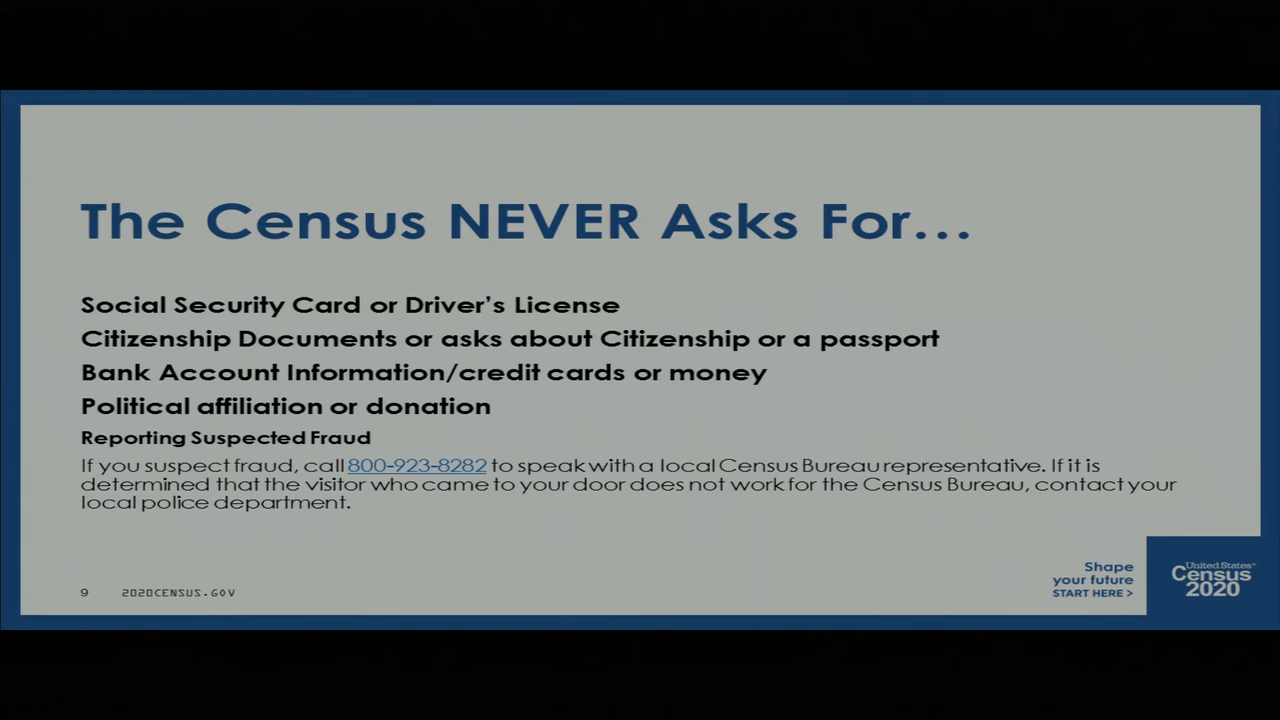 The Census NEVER Asks For...
Social Security Card or Driver's License
Citizenship Documents or asks about Citizenship or a passport
Bank Account Information/credit cards or money
Political affiliation or donation
Reporting Suspected Fraud
If you suspect fraud, call 800-923-8282 to speak with a local Census Bureau representative. If it is
determined that the visitor who came to your door does not work for the Census Bureau, contact your
local police department.
Shape
your future
START HERE >
United States
Census
2020
9 2020CENSUS.GOV